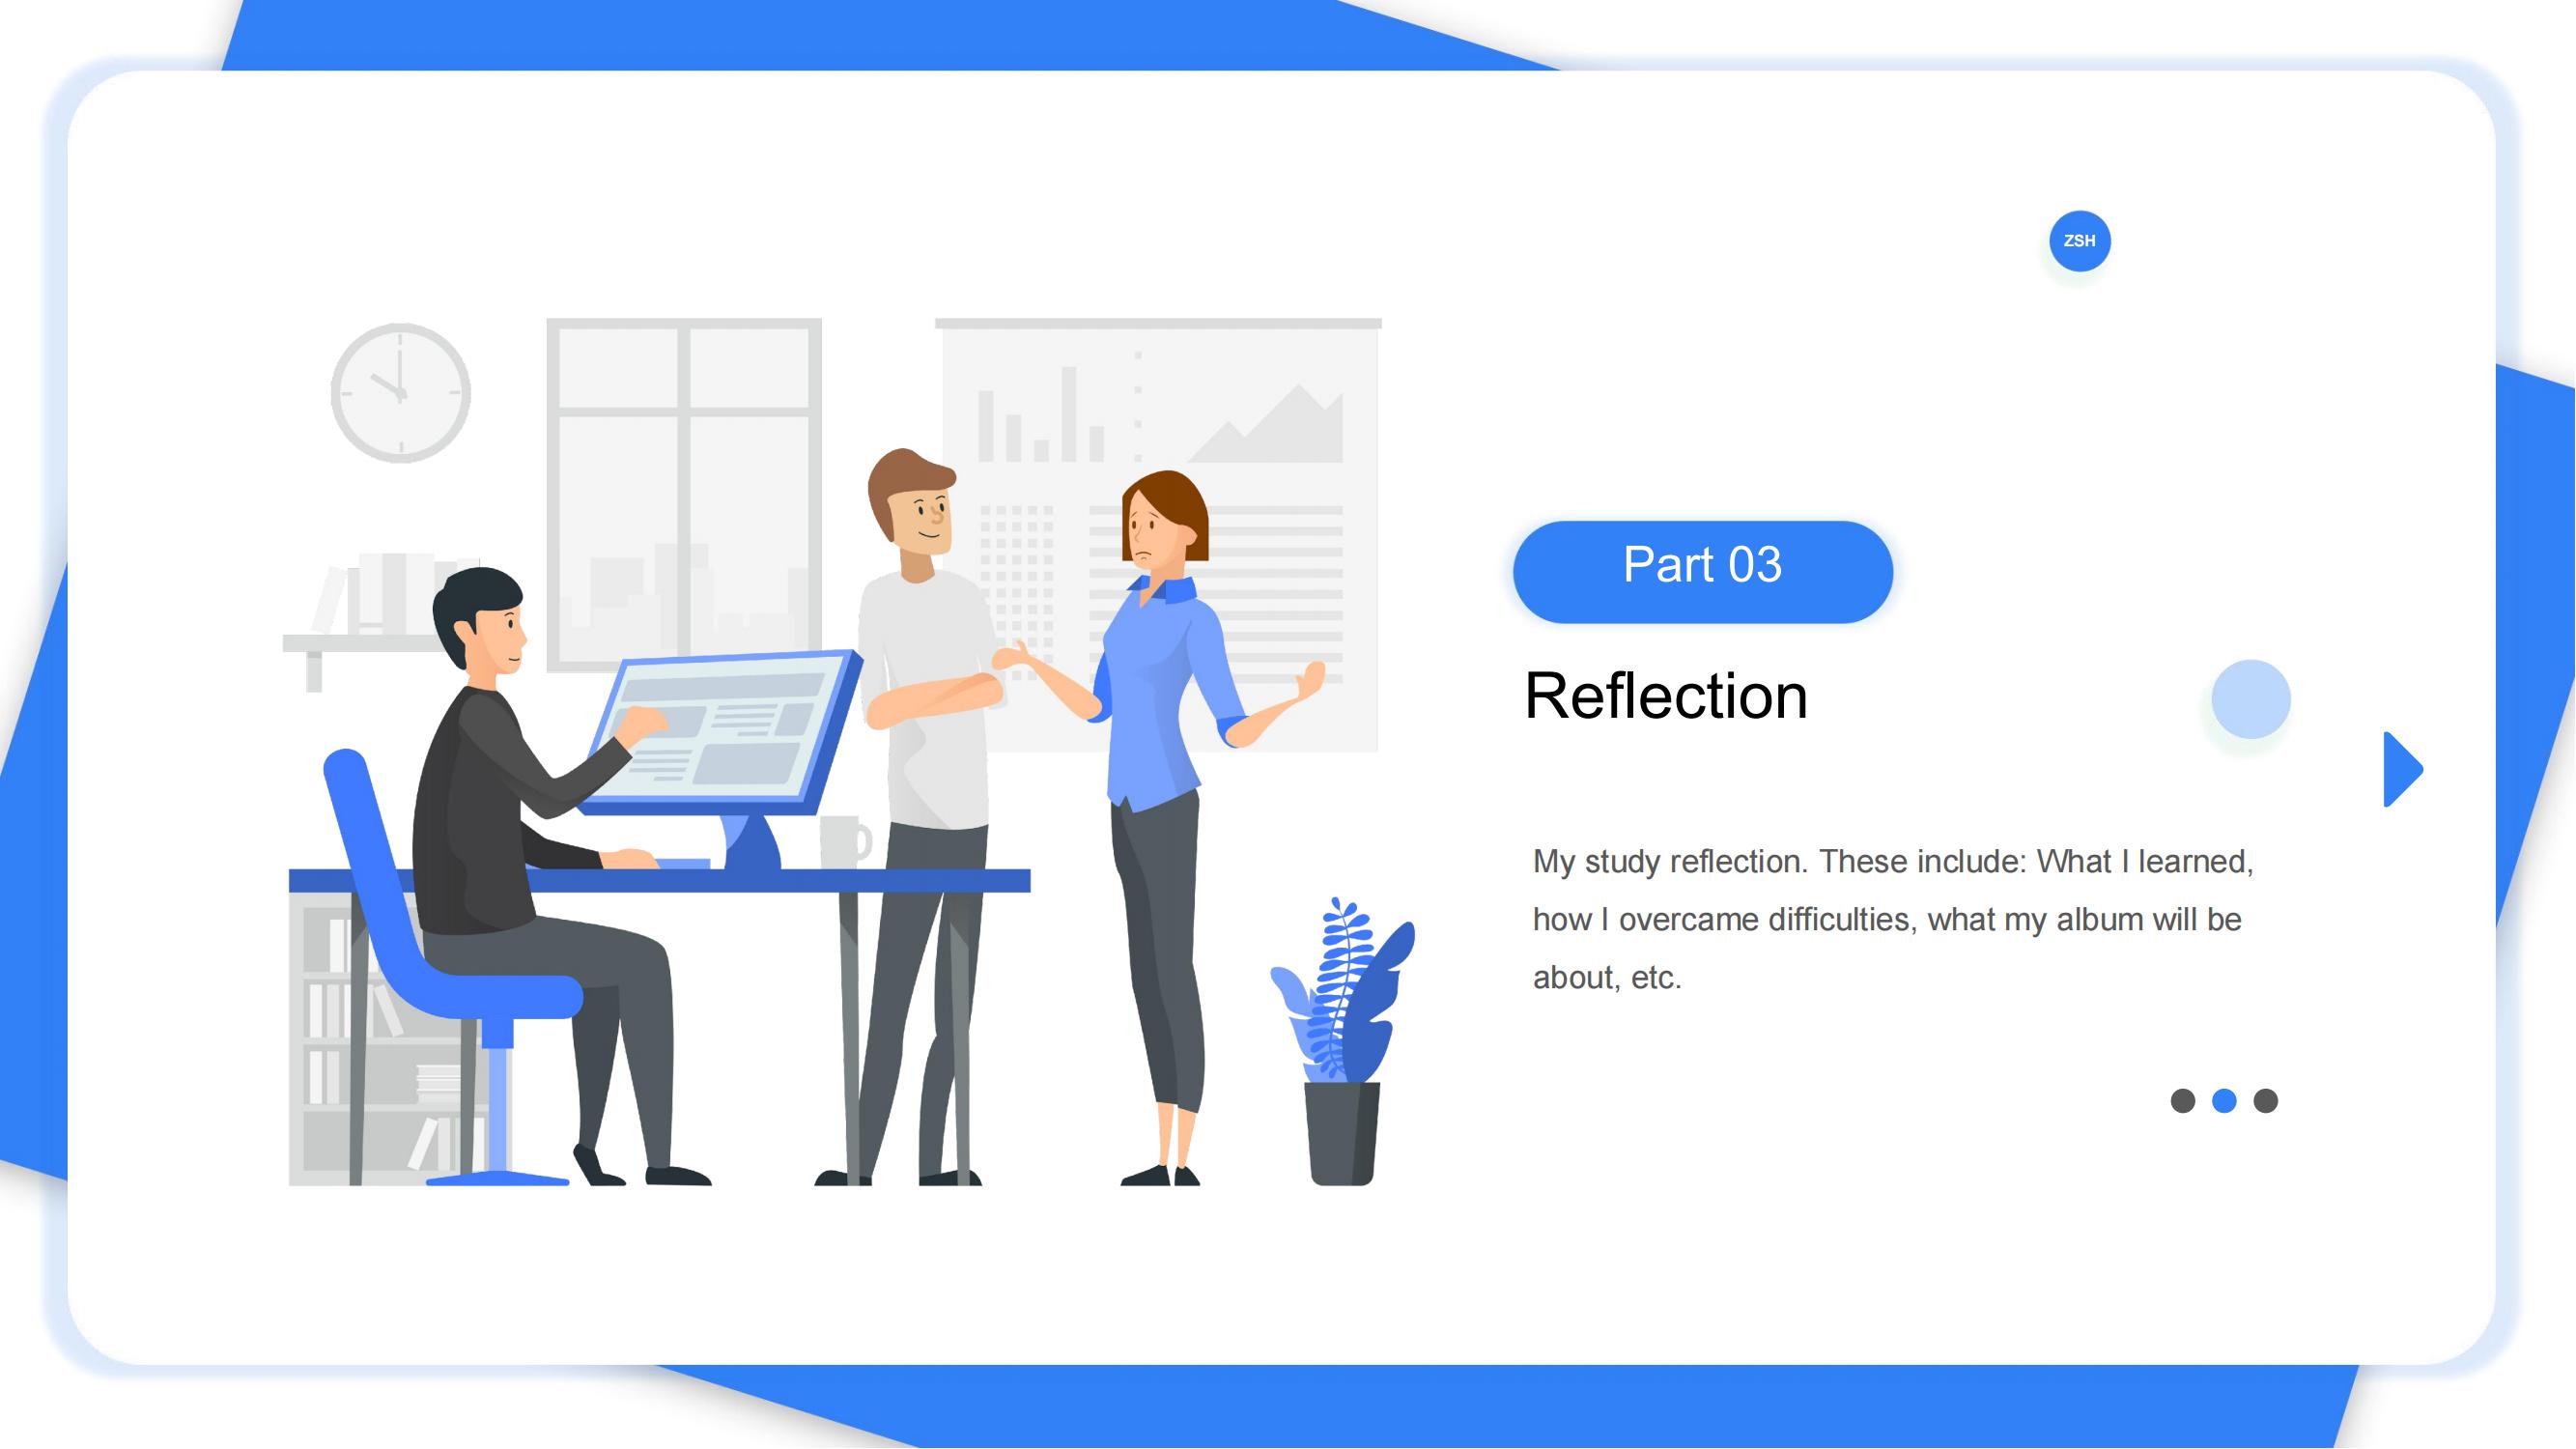 ZSH
Part 03
Reflection
My study reflection. These include: What I learned,
how I overcame difficulties, what my album will be
about, etc.